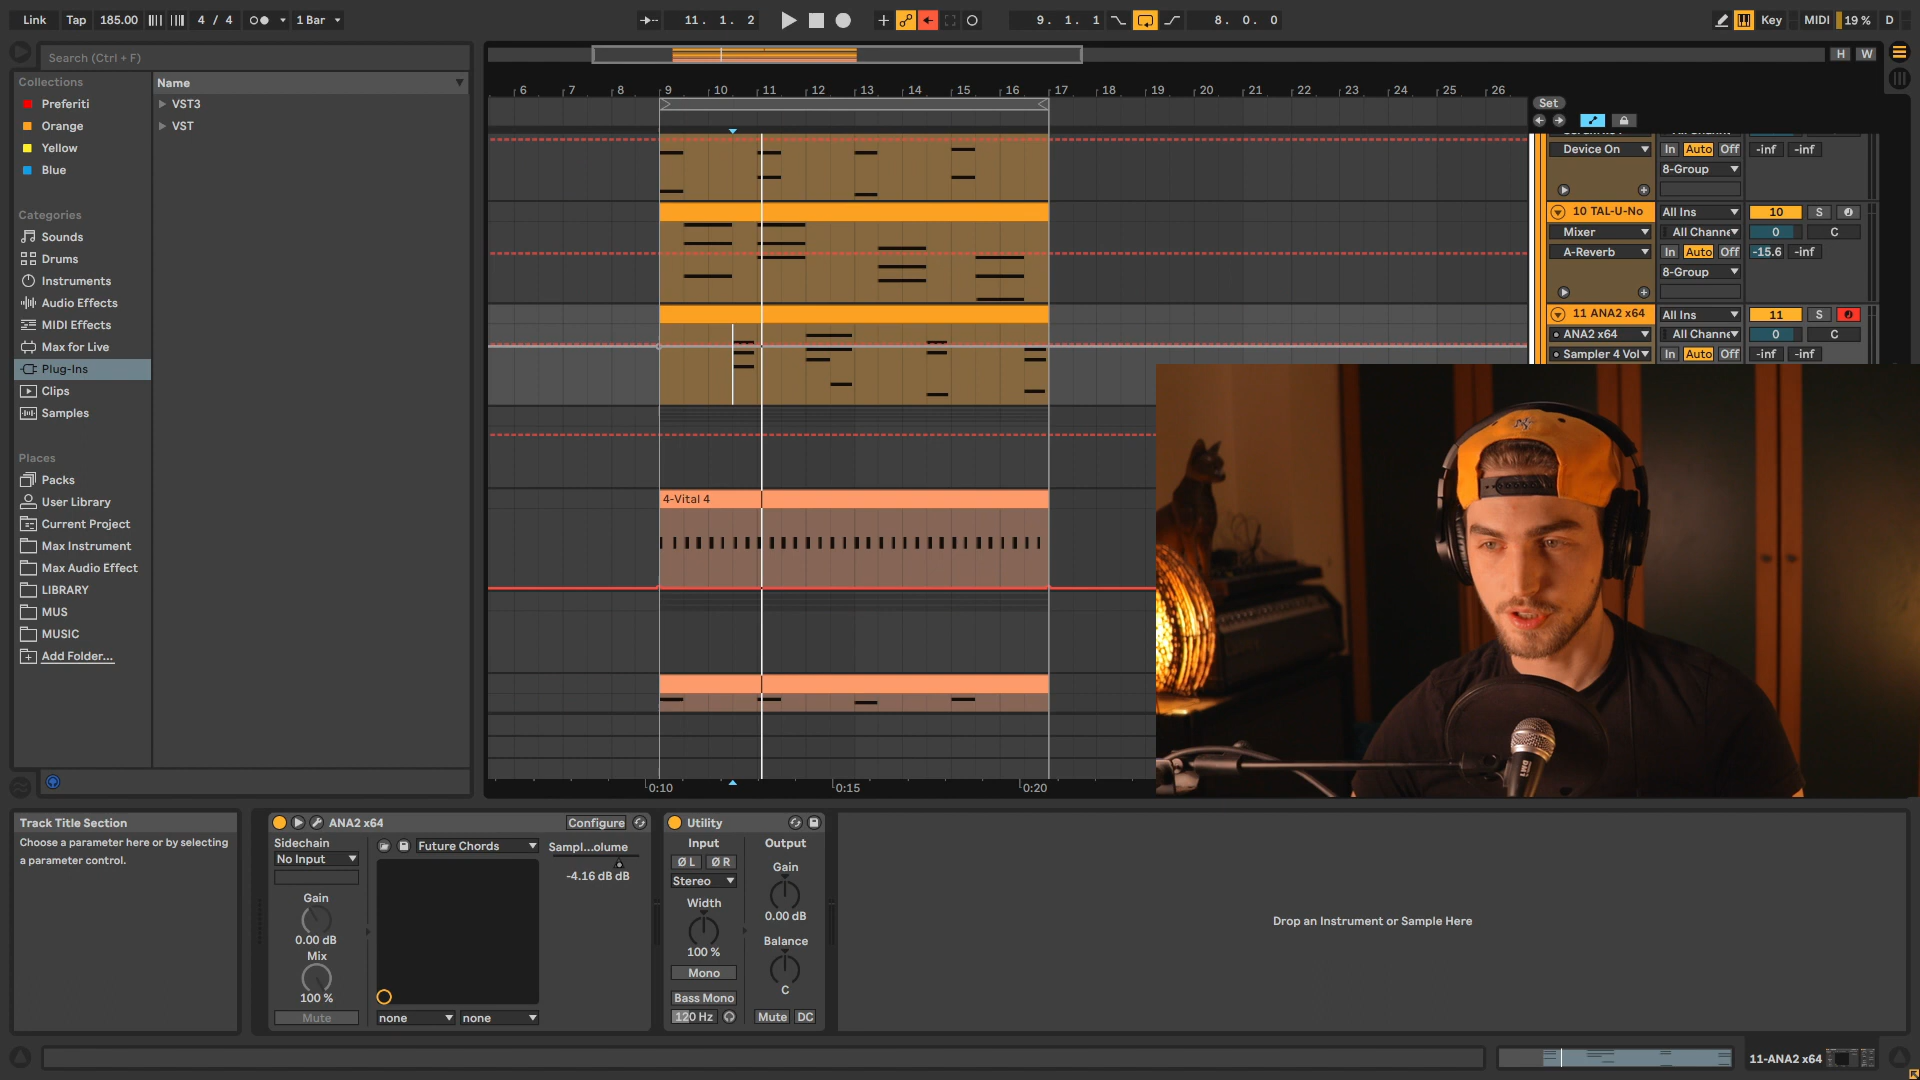 Link Tap 185.00 4 / 4 1 Bar 11. 1. 2 9. 1. 1 8. 0. 0 Key MIDI 19 % D
Search (Ctrl + F)
H W
Collections
Preferiti
Orange
Yellow
Blue
Categories
Sounds
Drums
Instruments
Audio Effects
MIDI Effects
Max for Live
Plug-Ins
Clips
Samples
Places
Packs
User Library
Current Project
Max Instrument
Max Audio Effect
LIBRARY
MUS
MUSIC
Add Folder...
Name
VST3
VST
6 7 8 9 10 11 12 13 14 15 16 17 18 19 20 21 22 23 24 25 26
Set
4-Vital 4
0:10 0:15 0:20
Device On In Auto Off -inf -inf
8-Group
10 TAL-U-No All Ins 10 S
Mixer All Channe 0 C
A-Reverb In Auto Off -15.6 -inf
8-Group
11 ANA2 x64 All Ins 11 S
ANA2 x64 All Channe 0 C
Sampler 4 Vol In Auto Off -inf -inf
Track Title Section
Choose a parameter here or by selecting
a parameter control.
ANA2 x64 Configure
Sidechain
No Input
Gain
0.00 dB
Mix
100 %
Mute
Future Chords
none none
Sampl...olume
-4.16 dB dB
Utility
Input
Ø L Ø R
Stereo
Width
100 %
Mono
Bass Mono
120 Hz
Output
Gain
0.00 dB
Balance
C
Mute DC
Drop an Instrument or Sample Here
11-ANA2 x64